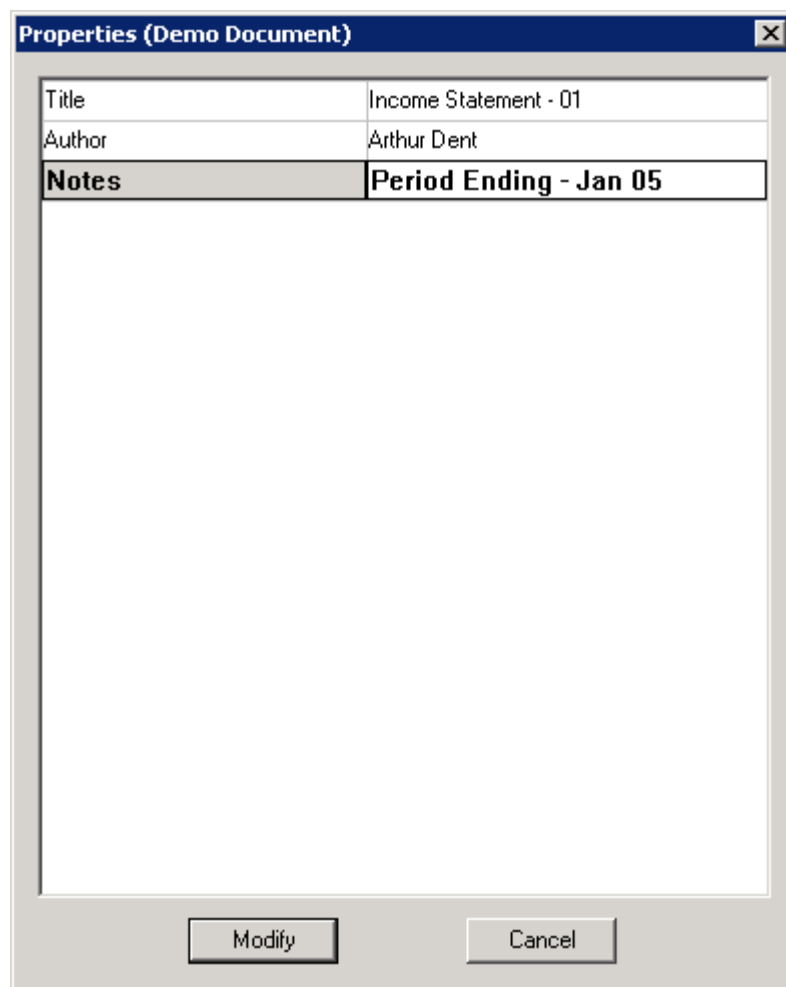 Properties (Demo Document)
Title Income Statement - 01
Author Arthur Dent
Notes Period Ending - Jan 05
Modify Cancel